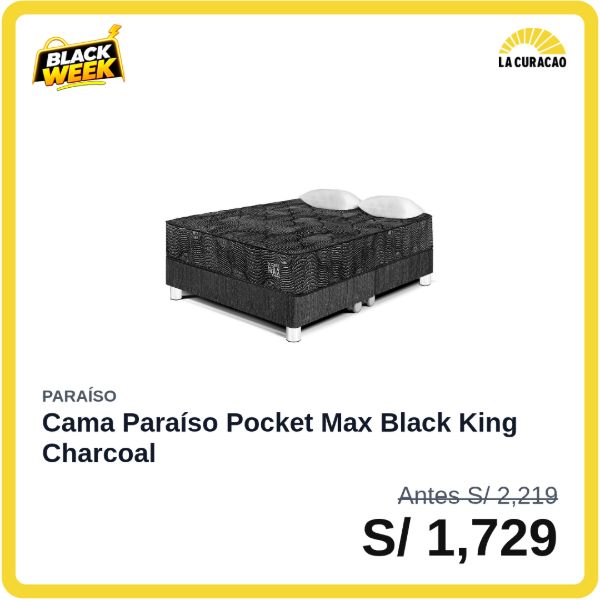 BLACK
WEEK
LA CURACAO
PARAÍSO
Cama Paraíso Pocket Max Black King
Charcoal
Antes S/ 2,219
S/ 1,729